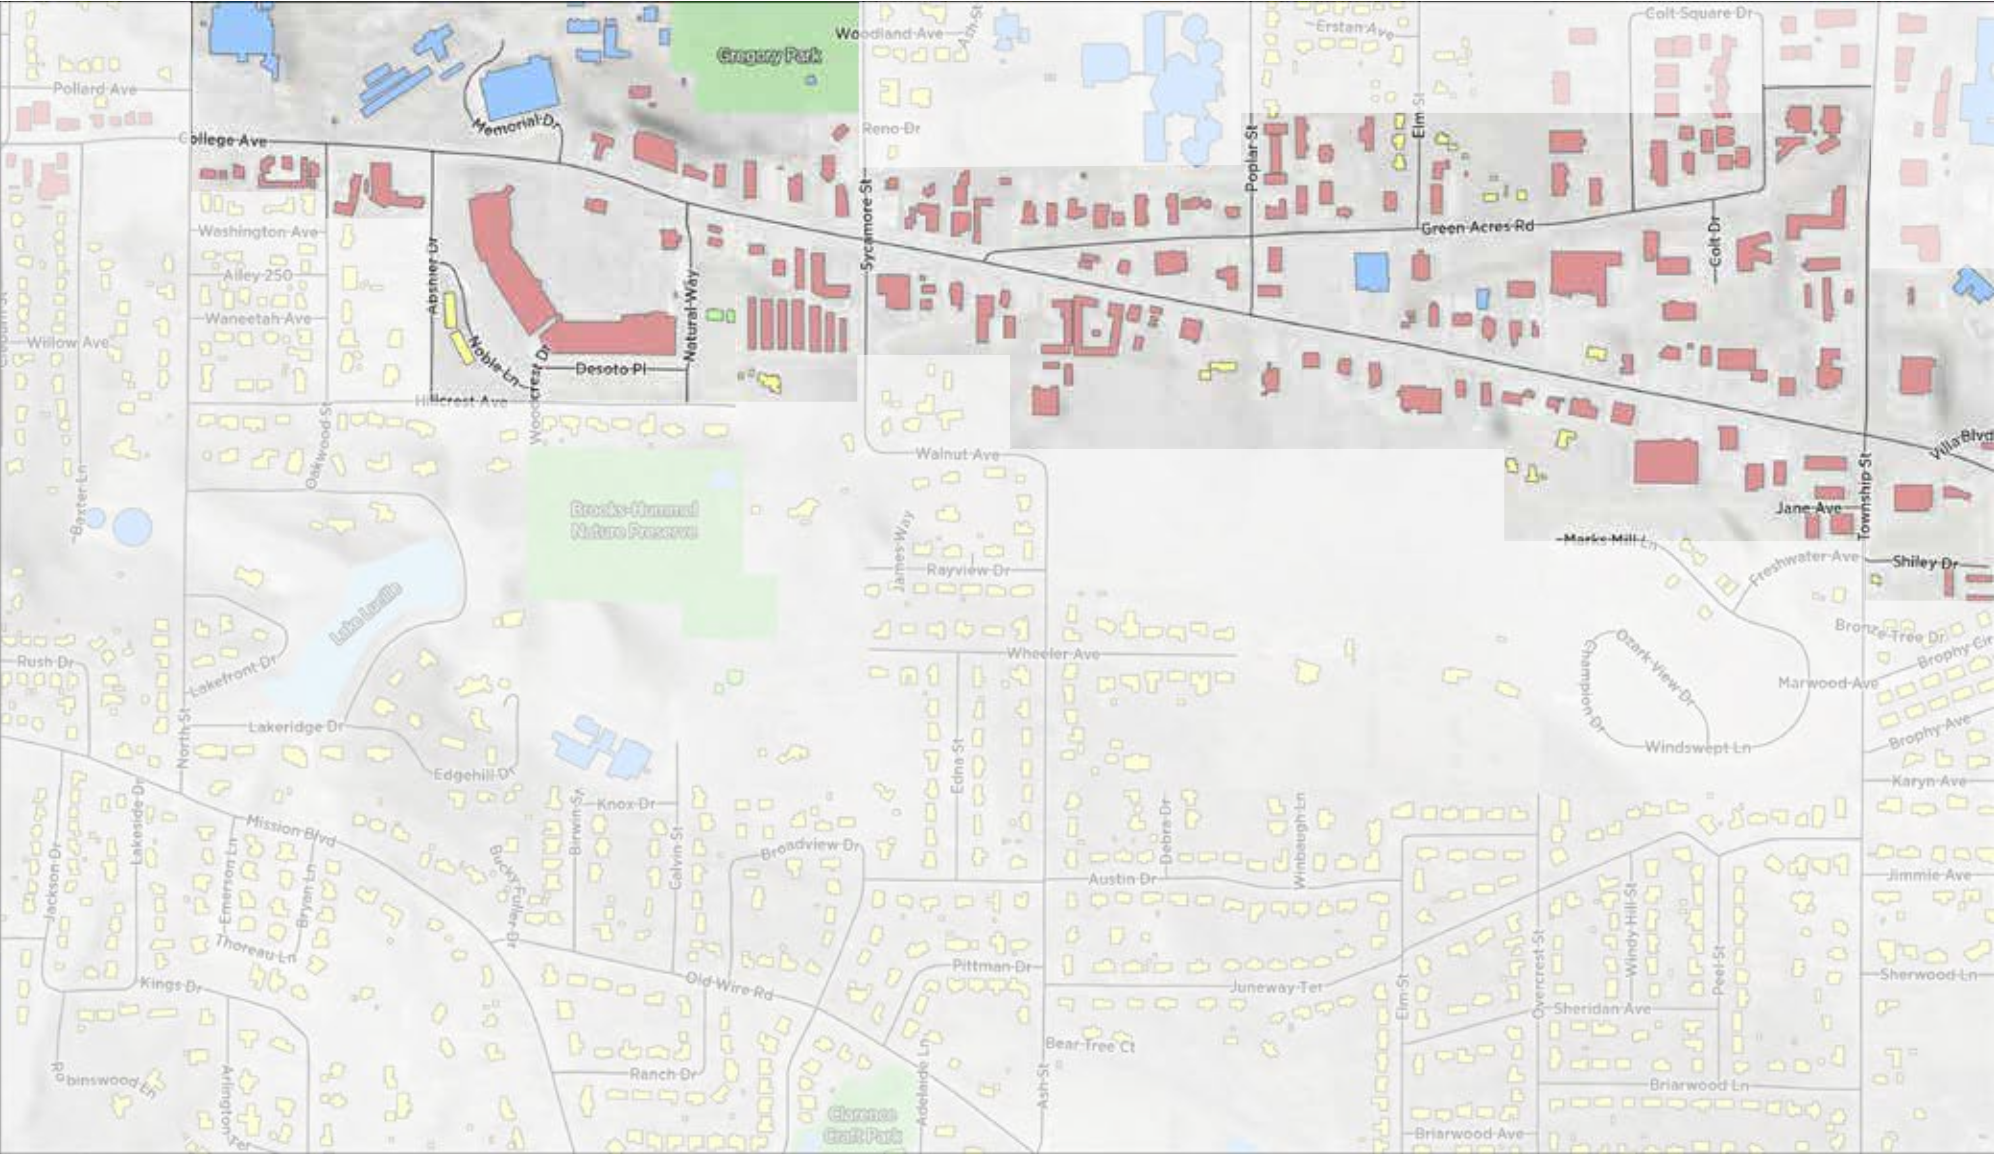 Colt Square Dr
Erstan Ave
Ash St
Woodland Ave
Gregory Park
Pollard Ave
Memorial Dr
Reno Dr
Elm St
College Ave
Poplar St
Sycamore St
Green Acres Rd
Washington Ave
Colt Dr
Abshier Dr
Alley 250
Natural Way
Waneetah Ave
Willow Ave
Noble Ln
Desoto Pl
Woodcrest Dr
Hillcrest Ave
Oakwood St
Villa Blvd
Walnut Ave
Baxter Ln
Township St
Jane Ave
Brooks-Hummel
Nature Preserve
Marks Mill Ln
James Way
Freshwater Ave
Shiley Dr
Rayview Dr
Lake Lucille
Bronze Tree Dr
Brophy Cir
Wheeler Ave
Rush Dr
Lakefront Dr
Ozark View Dr
Champion Dr
Marwood Ave
North St
Lakeridge Dr
Brophy Ave
Windswept Ln
Edna St
Edgehill Dr
Karyn Ave
Knox Dr
Birwin St
Lakeside Dr
Mission Blvd
Debra Dr
Winbaugh Ln
Broadview Dr
Calvin St
Jackson Dr
Emerson Ln
Bryan Ln
Bucky Fuller Dr
Austin Dr
Jimmie Ave
Windy Hill St
Thoreau Ln
Pittman Dr
Overcrest St
Peel St
Sherwood Ln
Kings Dr
Old Wire Rd
Juneway Ter
Elm St
Sheridan Ave
Bear Tree Ct
Robinswood Ln
Ranch Dr
Arlington Ter
Adelaide Ln
Ash St
Briarwood Ln
Clarence
Craft Park
Briarwood Ave